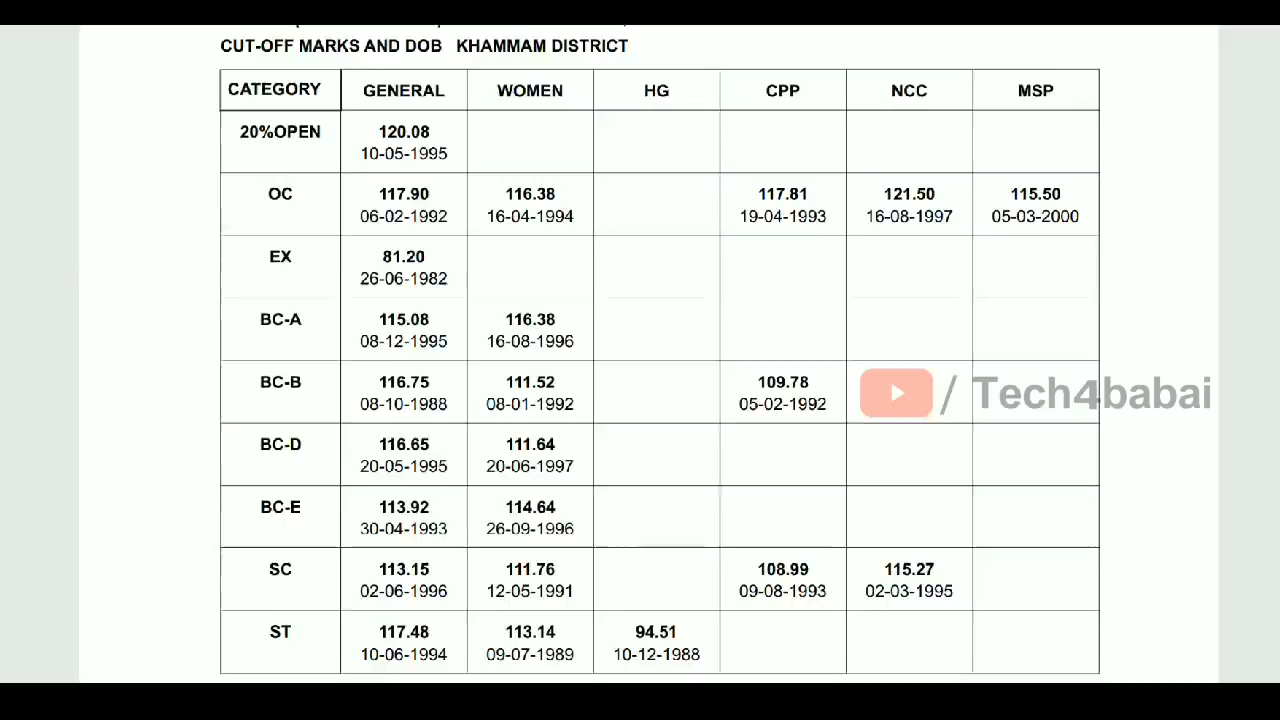 CUT-OFF MARKS AND DOB KHAMMAM DISTRICT
CATEGORY GENERAL WOMEN HG CPP NCC MSP
20%OPEN 120.08
10-05-1995
OC 117.90 116.38 117.81 121.50 115.50
06-02-1992 16-04-1994 19-04-1993 16-08-1997 05-03-2000
EX 81.20
26-06-1982
BC-A 115.08 116.38
08-12-1995 16-08-1996
BC-B 116.75 111.52 109.78
08-10-1988 08-01-1992 05-02-1992
/ Tech4babai
BC-D 116.65 111.64
20-05-1995 20-06-1997
BC-E 113.92 114.64
30-04-1993 26-09-1996
SC 113.15 111.76 108.99 115.27
02-06-1996 12-05-1991 09-08-1993 02-03-1995
ST 117.48 113.14 94.51
10-06-1994 09-07-1989 10-12-1988